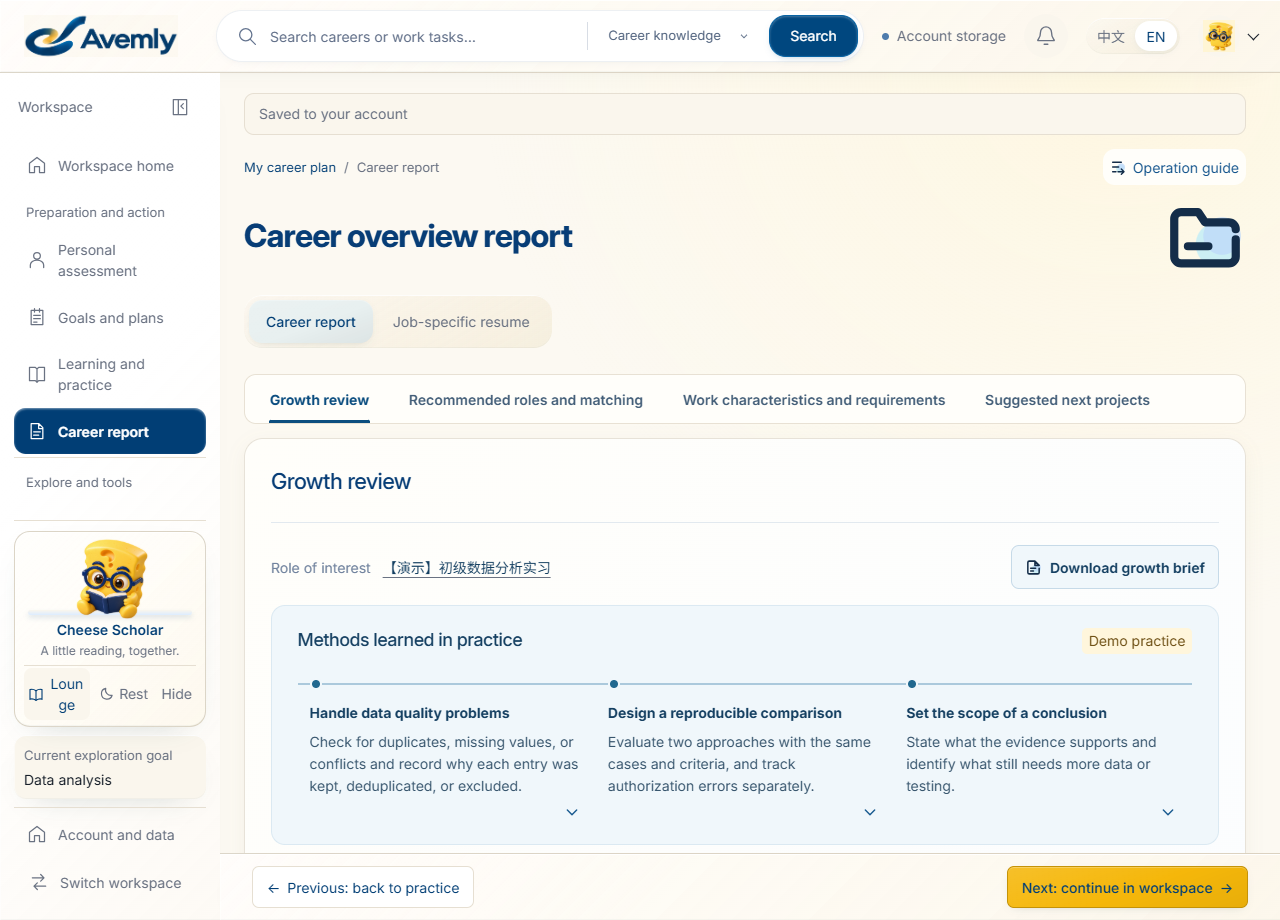 Avemly
Search careers or work tasks...
Career knowledge
Search
Account storage
中文
EN
Workspace
Workspace home
Preparation and action
Personal
assessment
Goals and plans
Learning and
practice
Career report
Explore and tools
Cheese Scholar
A little reading, together.
Loun
ge
Rest
Hide
Current exploration goal
Data analysis
Account and data
Switch workspace
Saved to your account
My career plan / Career report
Operation guide
Career overview report
Career report
Job-specific resume
Growth review
Recommended roles and matching
Work characteristics and requirements
Suggested next projects
Growth review
Role of interest 【演示】初级数据分析实习
Download growth brief
Methods learned in practice
Demo practice
Handle data quality problems
Check for duplicates, missing values, or
conflicts and record why each entry was
kept, deduplicated, or excluded.
Design a reproducible comparison
Evaluate two approaches with the same
cases and criteria, and track
authorization errors separately.
Set the scope of a conclusion
State what the evidence supports and
identify what still needs more data or
testing.
← Previous: back to practice
Next: continue in workspace →